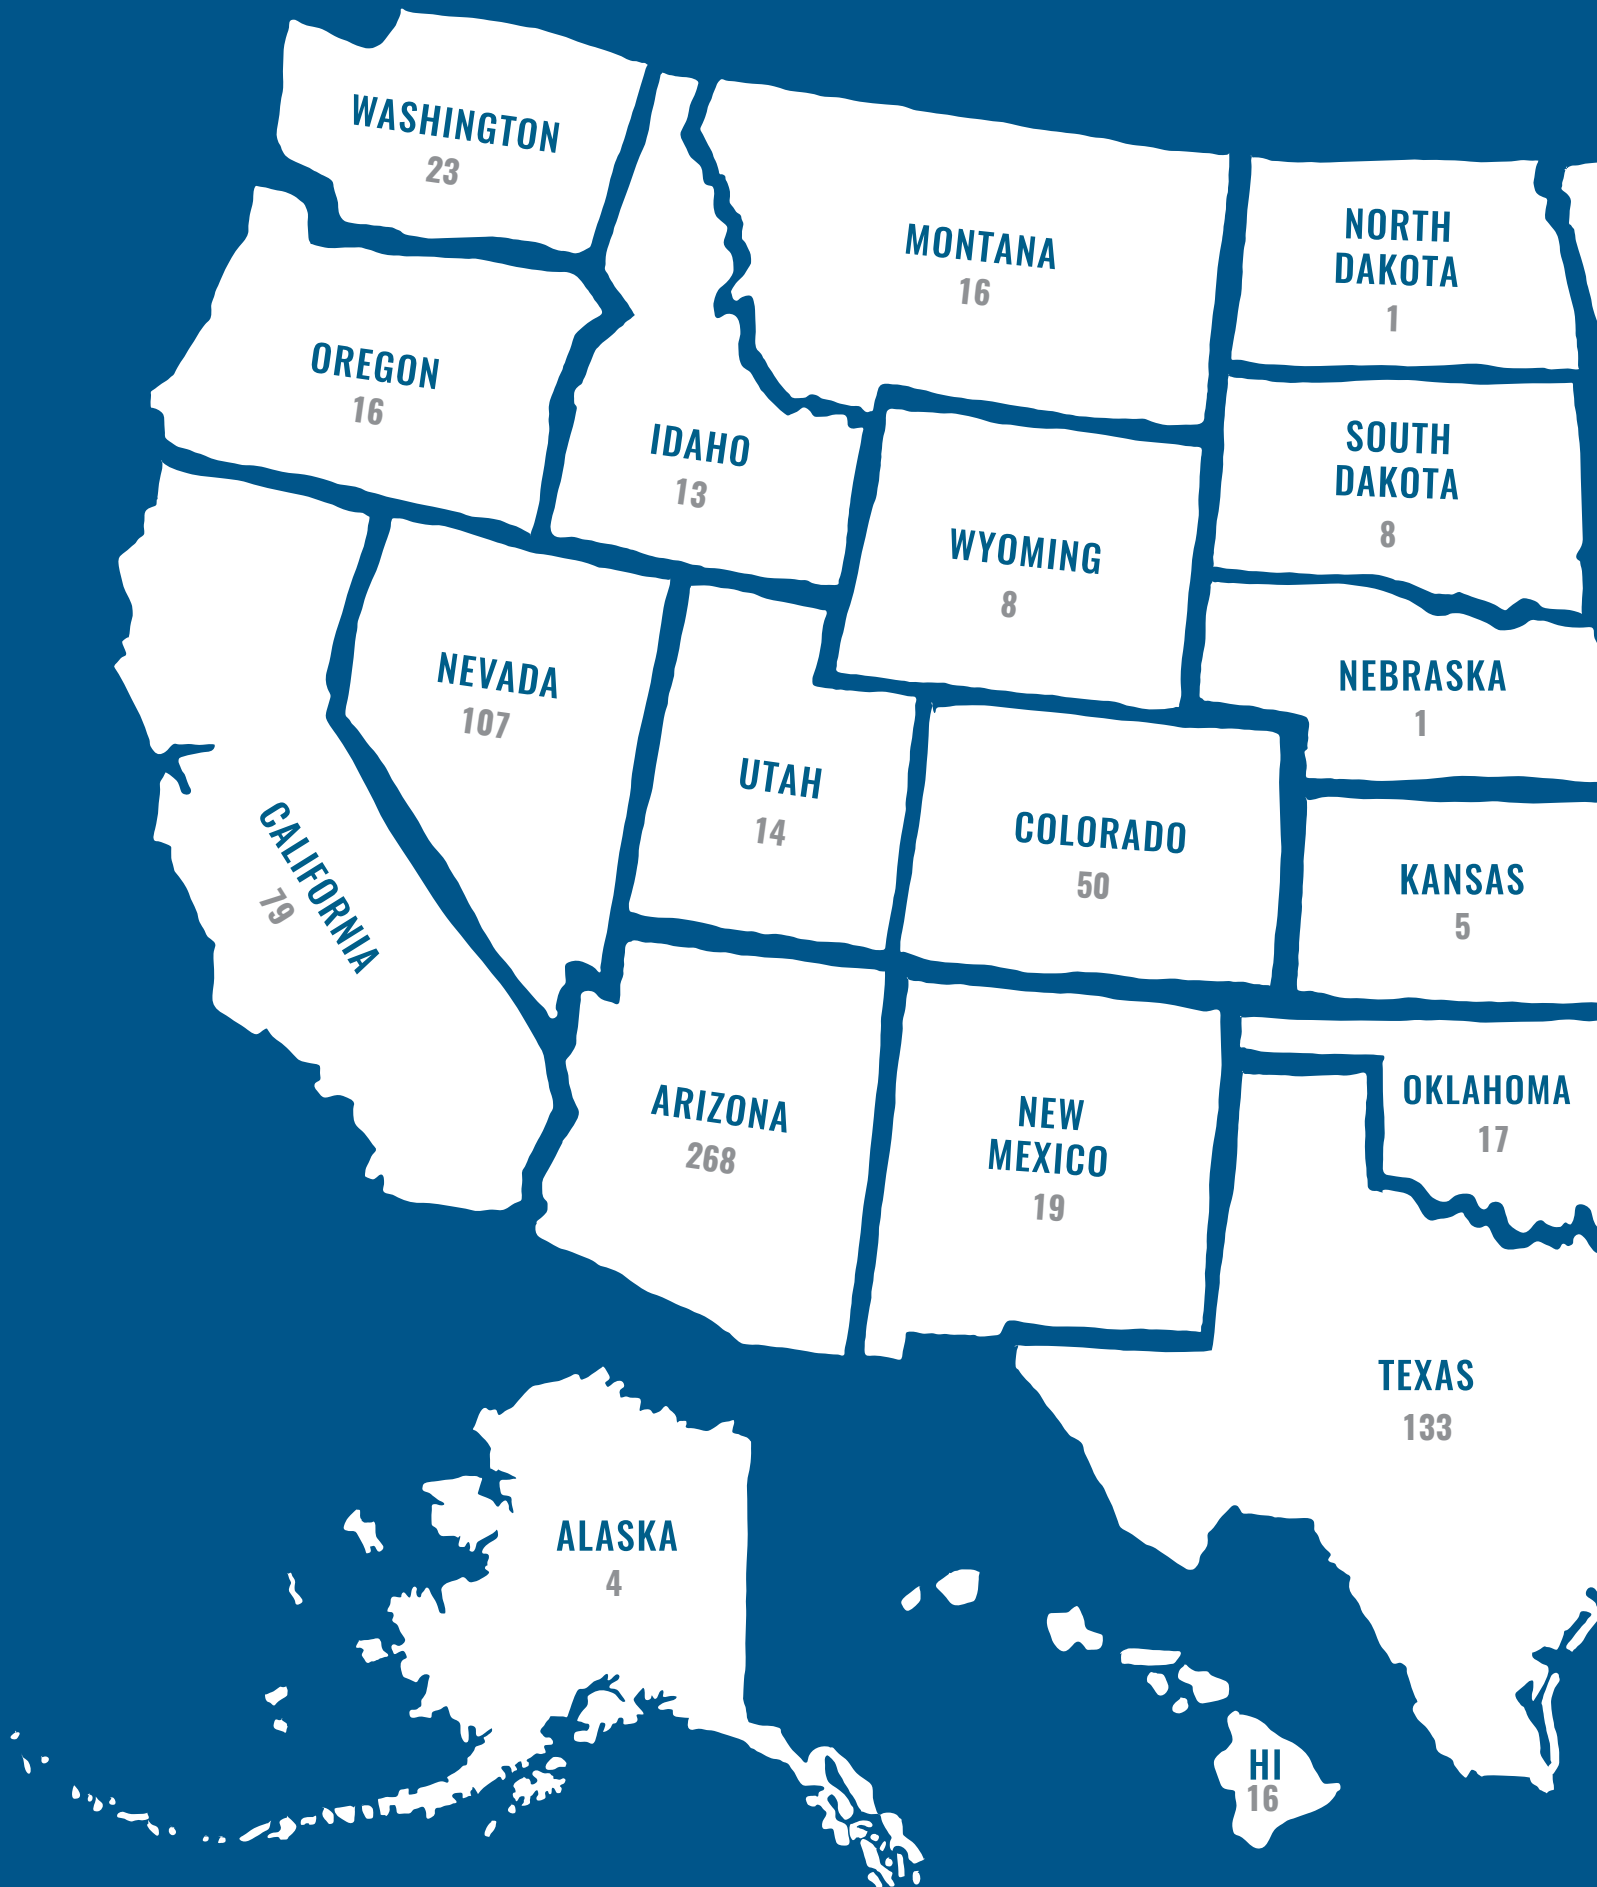 WASHINGTON
23
MONTANA
16
NORTH
DAKOTA
1
OREGON
16
IDAHO
13
SOUTH
DAKOTA
8
WYOMING
8
NEVADA
107
NEBRASKA
1
UTAH
14
COLORADO
50
CALIFORNIA
79
KANSAS
5
ARIZONA
268
NEW
MEXICO
19
OKLAHOMA
17
TEXAS
133
ALASKA
4
HI
16